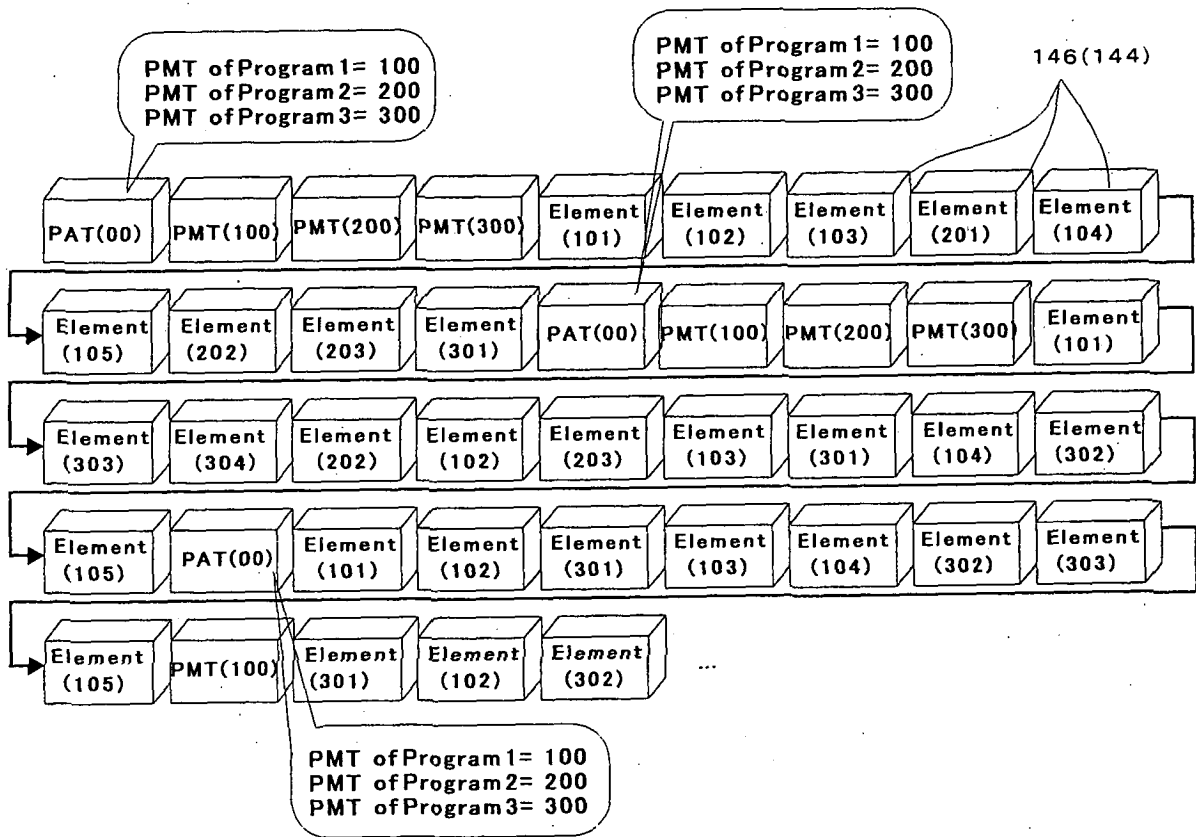 PMT of Program 1= 100
PMT of Program 2= 200
PMT of Program 3= 300
PMT of Program 1= 100
PMT of Program 2= 200
PMT of Program 3= 300
146(144)
PAT(00) PMT(100) PMT(200) PMT(300) Element (101) Element (102) Element (103) Element (201) Element (104)
Element (105) Element (202) Element (203) Element (301) PAT(00) PMT(100) PMT(200) PMT(300) Element (101)
Element (303) Element (304) Element (202) Element (102) Element (203) Element (103) Element (301) Element (104) Element (302)
Element (105) PAT(00) Element (101) Element (102) Element (301) Element (103) Element (104) Element (302) Element (303)
Element (105) PMT(100) Element (301) Element (102) Element (302) ...
PMT of Program 1= 100
PMT of Program 2= 200
PMT of Program 3= 300